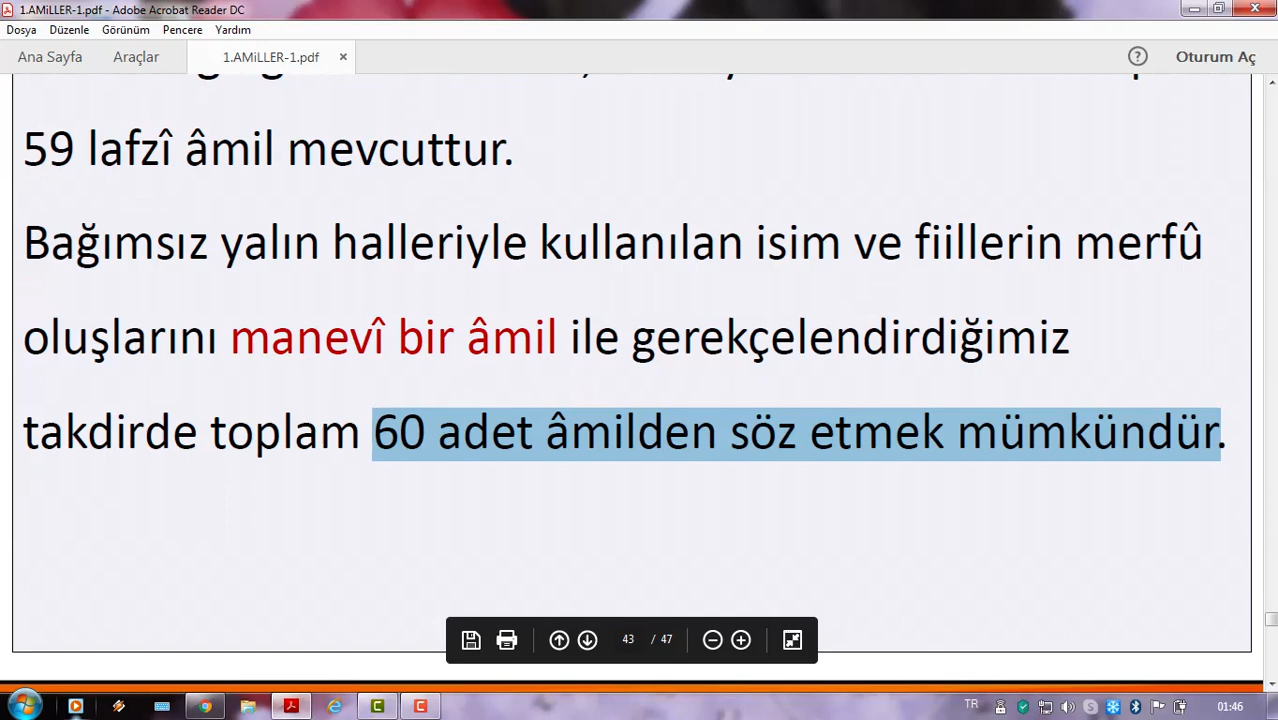 1.AMiLLER-1.pdf - Adobe Acrobat Reader DC
Dosya Düzenle Görünüm Pencere Yardım
Ana Sayfa Araçlar 1.AMiLLER-1.pdf × ? Oturum Aç
59 lafzî âmil mevcuttur.
Bağımsız yalın halleriyle kullanılan isim ve fiillerin merfû
oluşlarını manevî bir âmil ile gerekçelendirdiğimiz
takdirde toplam 60 adet âmilden söz etmek mümkündür.
43 / 47
TR 01:46